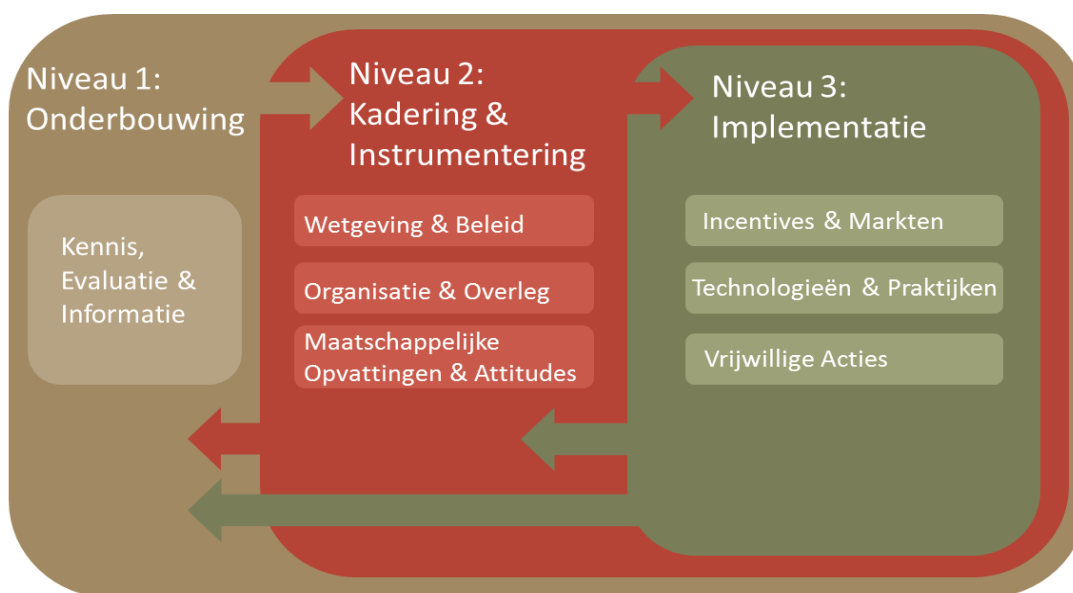 Niveau 1:
Onderbouwing
Kennis,
Evaluatie &
Informatie
Niveau 2:
Kadering &
Instrumentering
Wetgeving & Beleid
Organisatie & Overleg
Maatschappelijke
Opvattingen & Attitudes
Niveau 3:
Implementatie
Incentives & Markten
Technologieën & Praktijken
Vrijwillige Acties